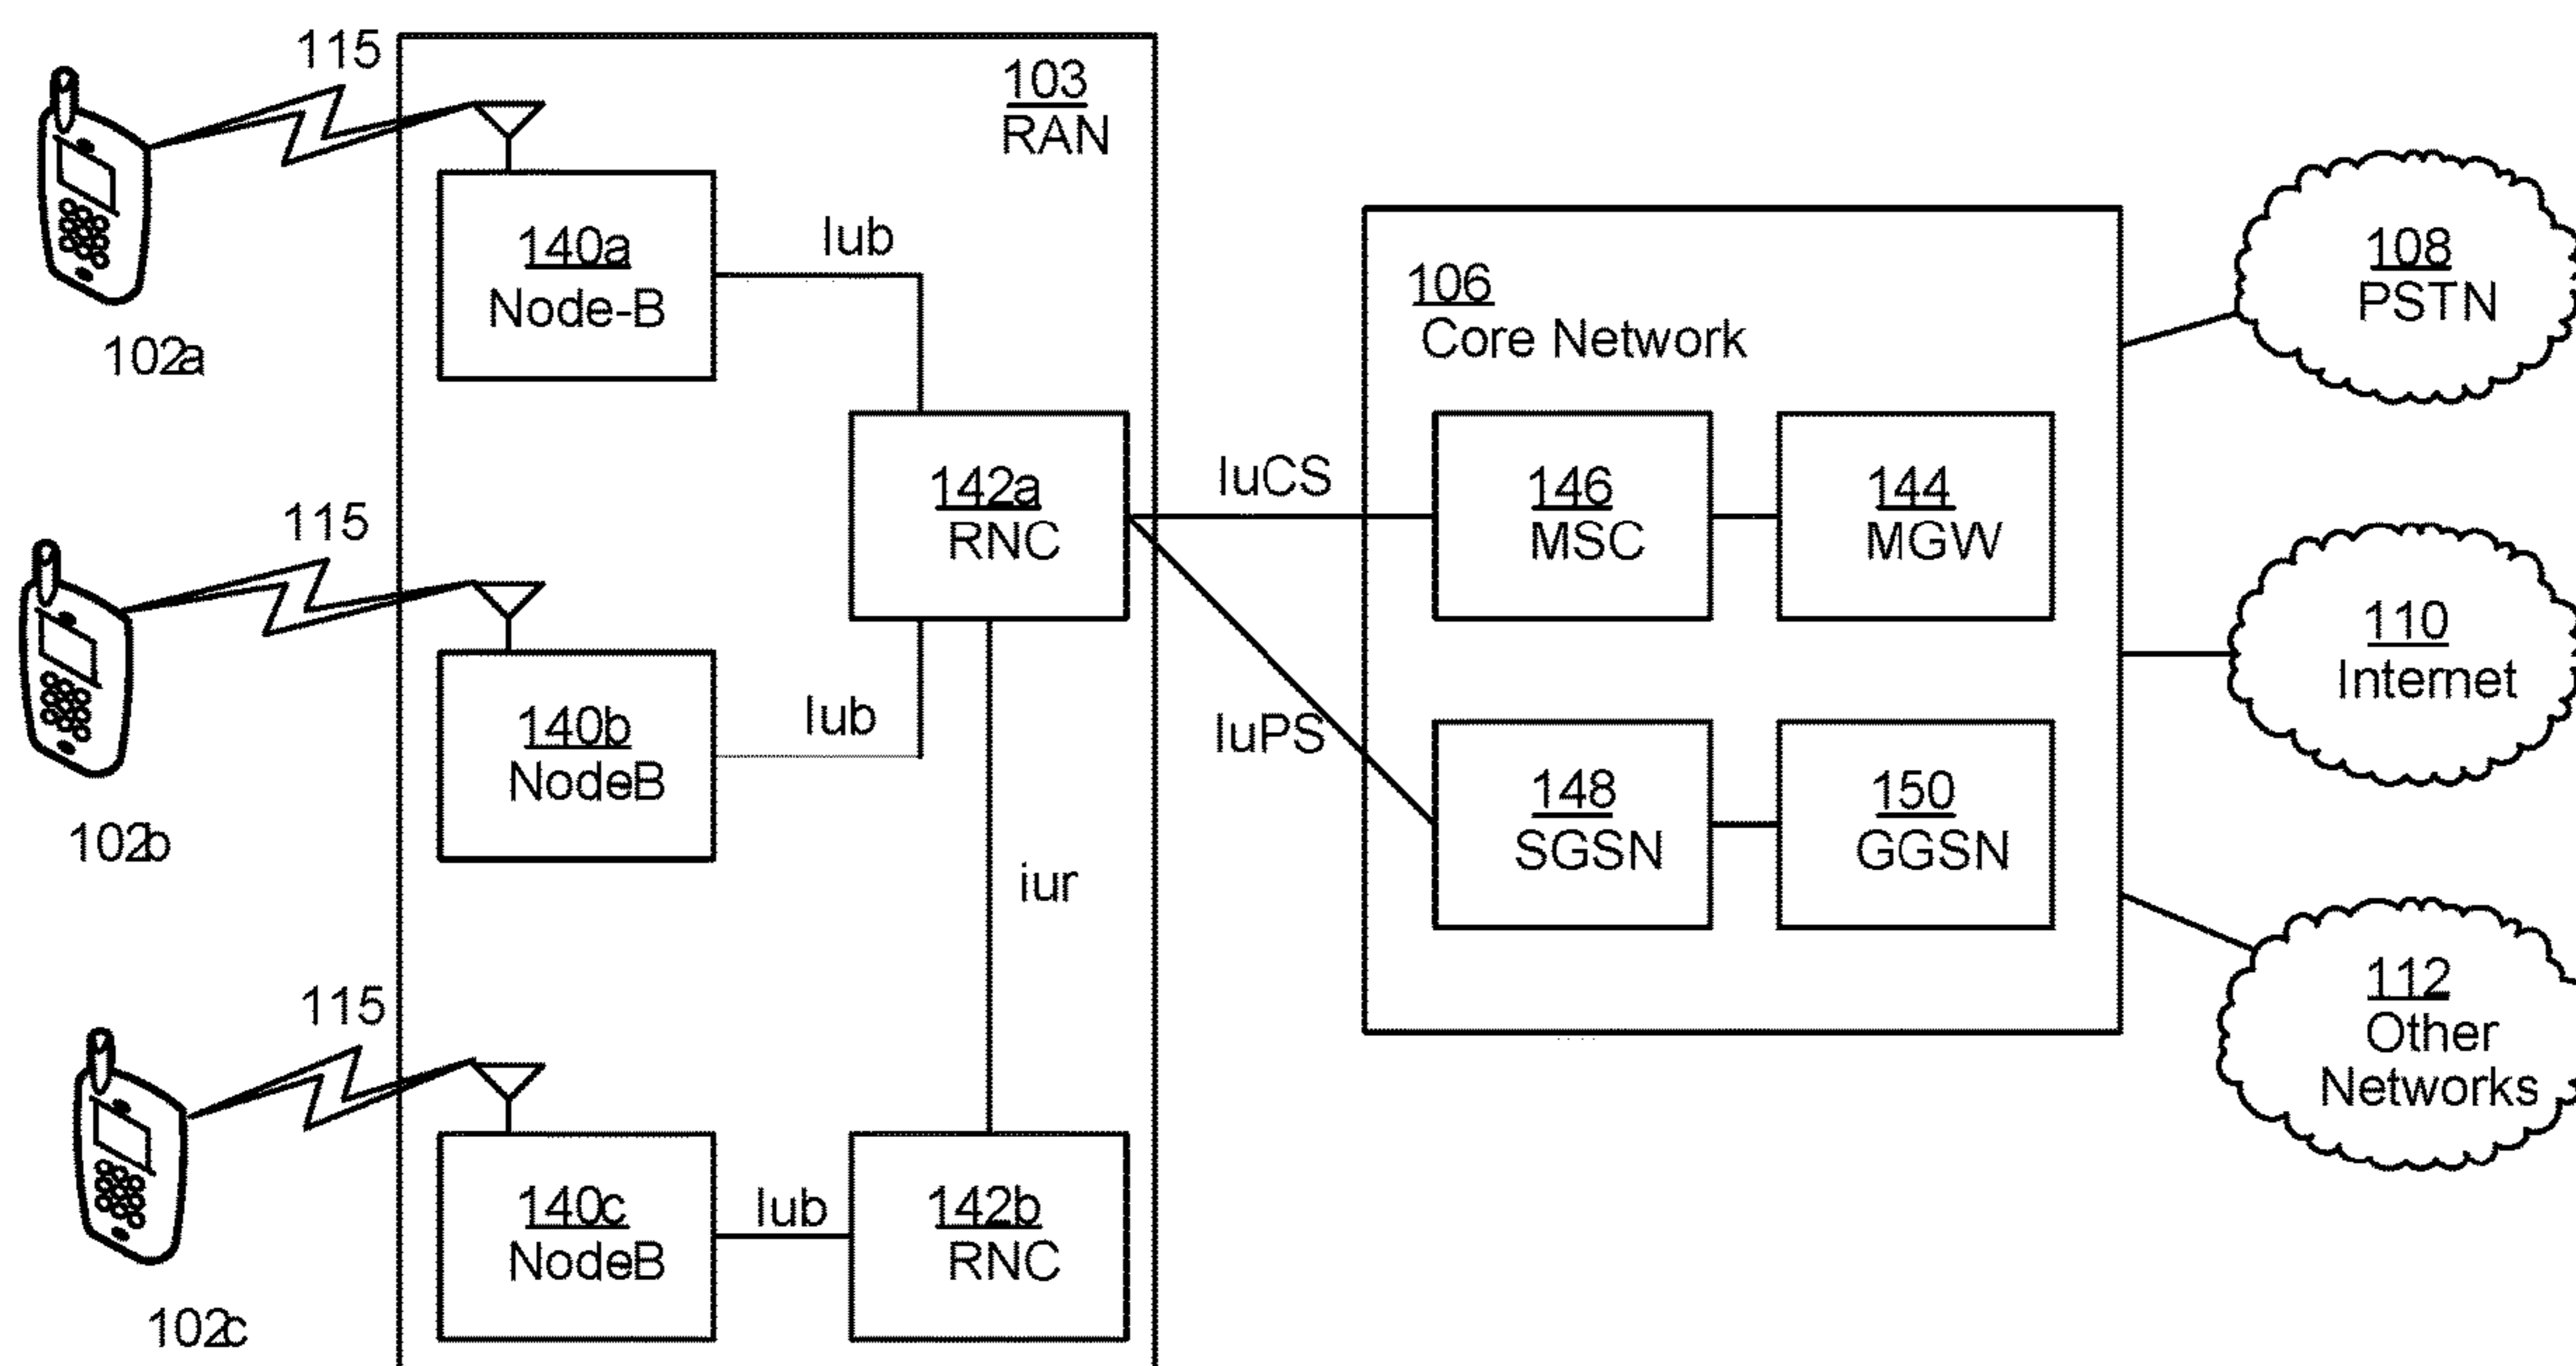 115
103
RAN
140a
Node-B
Iub
102a
106
Core Network
108
PSTN
142a
RNC
IuCS
146
MSC
144
MGW
115
140b
NodeB
Iub
102b
IuPS
148
SGSN
150
GGSN
110
Internet
iur
115
140c
NodeB
Iub
142b
RNC
102c
112
Other
Networks